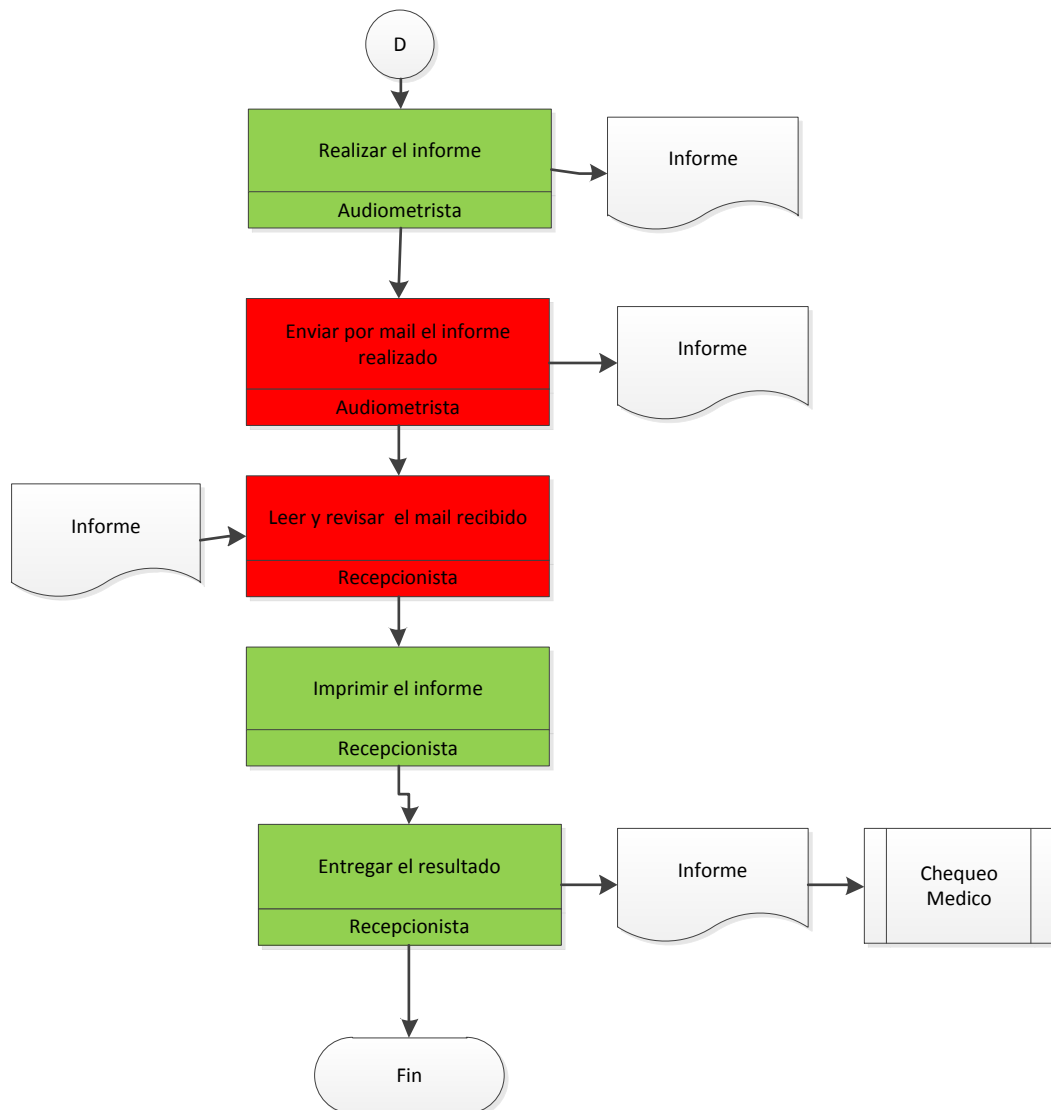 D
Realizar el informe
Audiometrista
Informe
Enviar por mail el informe
realizado
Audiometrista
Informe
Informe
Leer y revisar  el mail recibido
Recepcionista
Imprimir el informe
Recepcionista
Entregar el resultado
Recepcionista
Informe
Chequeo
Medico
Fin